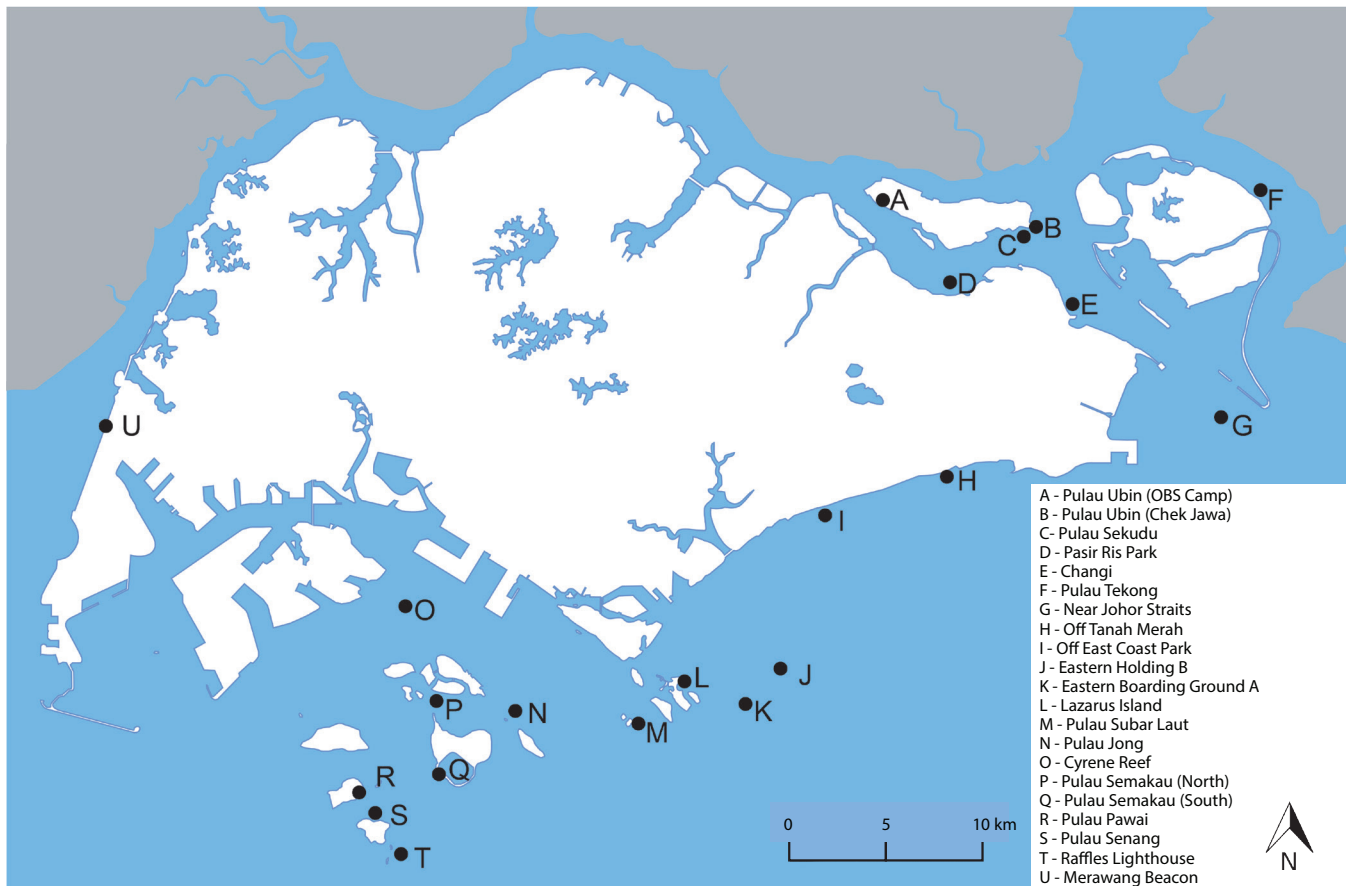 A
F
B
C
D
E
G
U
H
I
O
L
J
K
P
N
M
Q
R
S
T
0 5 10 km
N
A - Pulau Ubin (OBS Camp)
B - Pulau Ubin (Chek Jawa)
C- Pulau Sekudu
D - Pasir Ris Park
E - Changi
F - Pulau Tekong
G - Near Johor Straits
H - Off Tanah Merah
I - Off East Coast Park
J - Eastern Holding B
K - Eastern Boarding Ground A
L - Lazarus Island
M - Pulau Subar Laut
N - Pulau Jong
O - Cyrene Reef
P - Pulau Semakau (North)
Q - Pulau Semakau (South)
R - Pulau Pawai
S - Pulau Senang
T - Raffles Lighthouse
U - Merawang Beacon